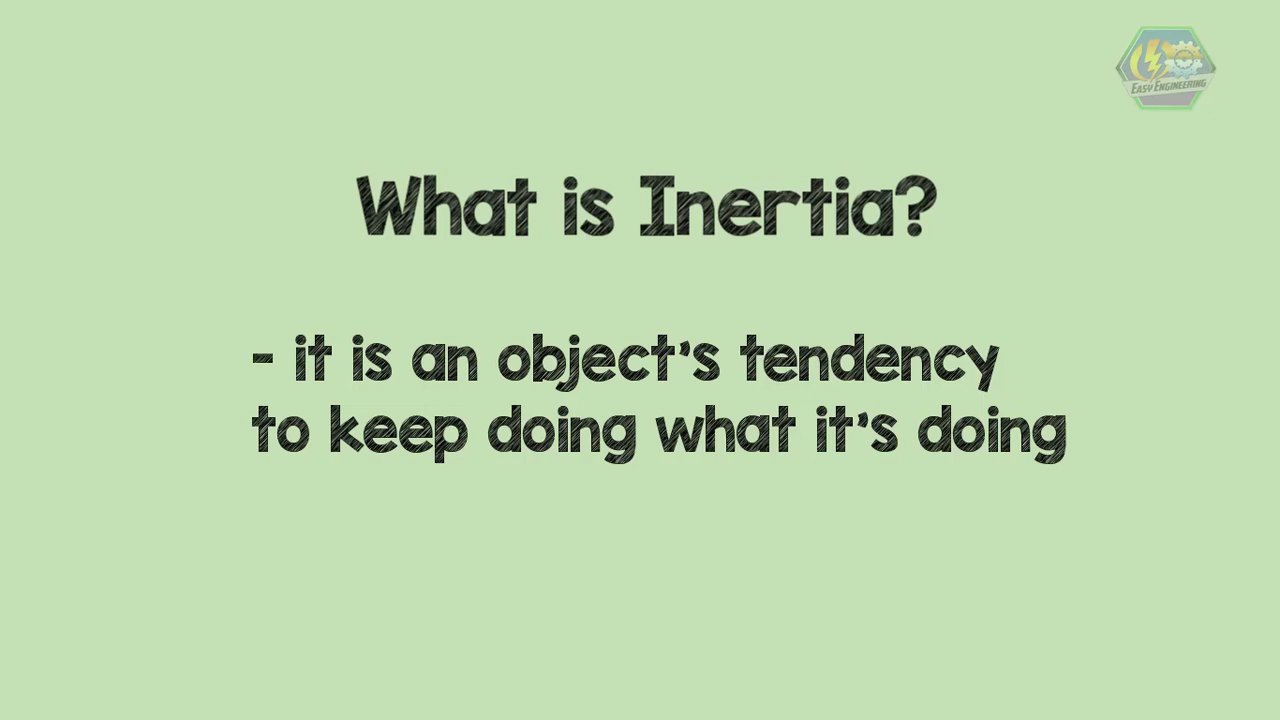 EASY ENGINEERING
What is Inertia?
- it is an object's tendency
to keep doing what it's doing